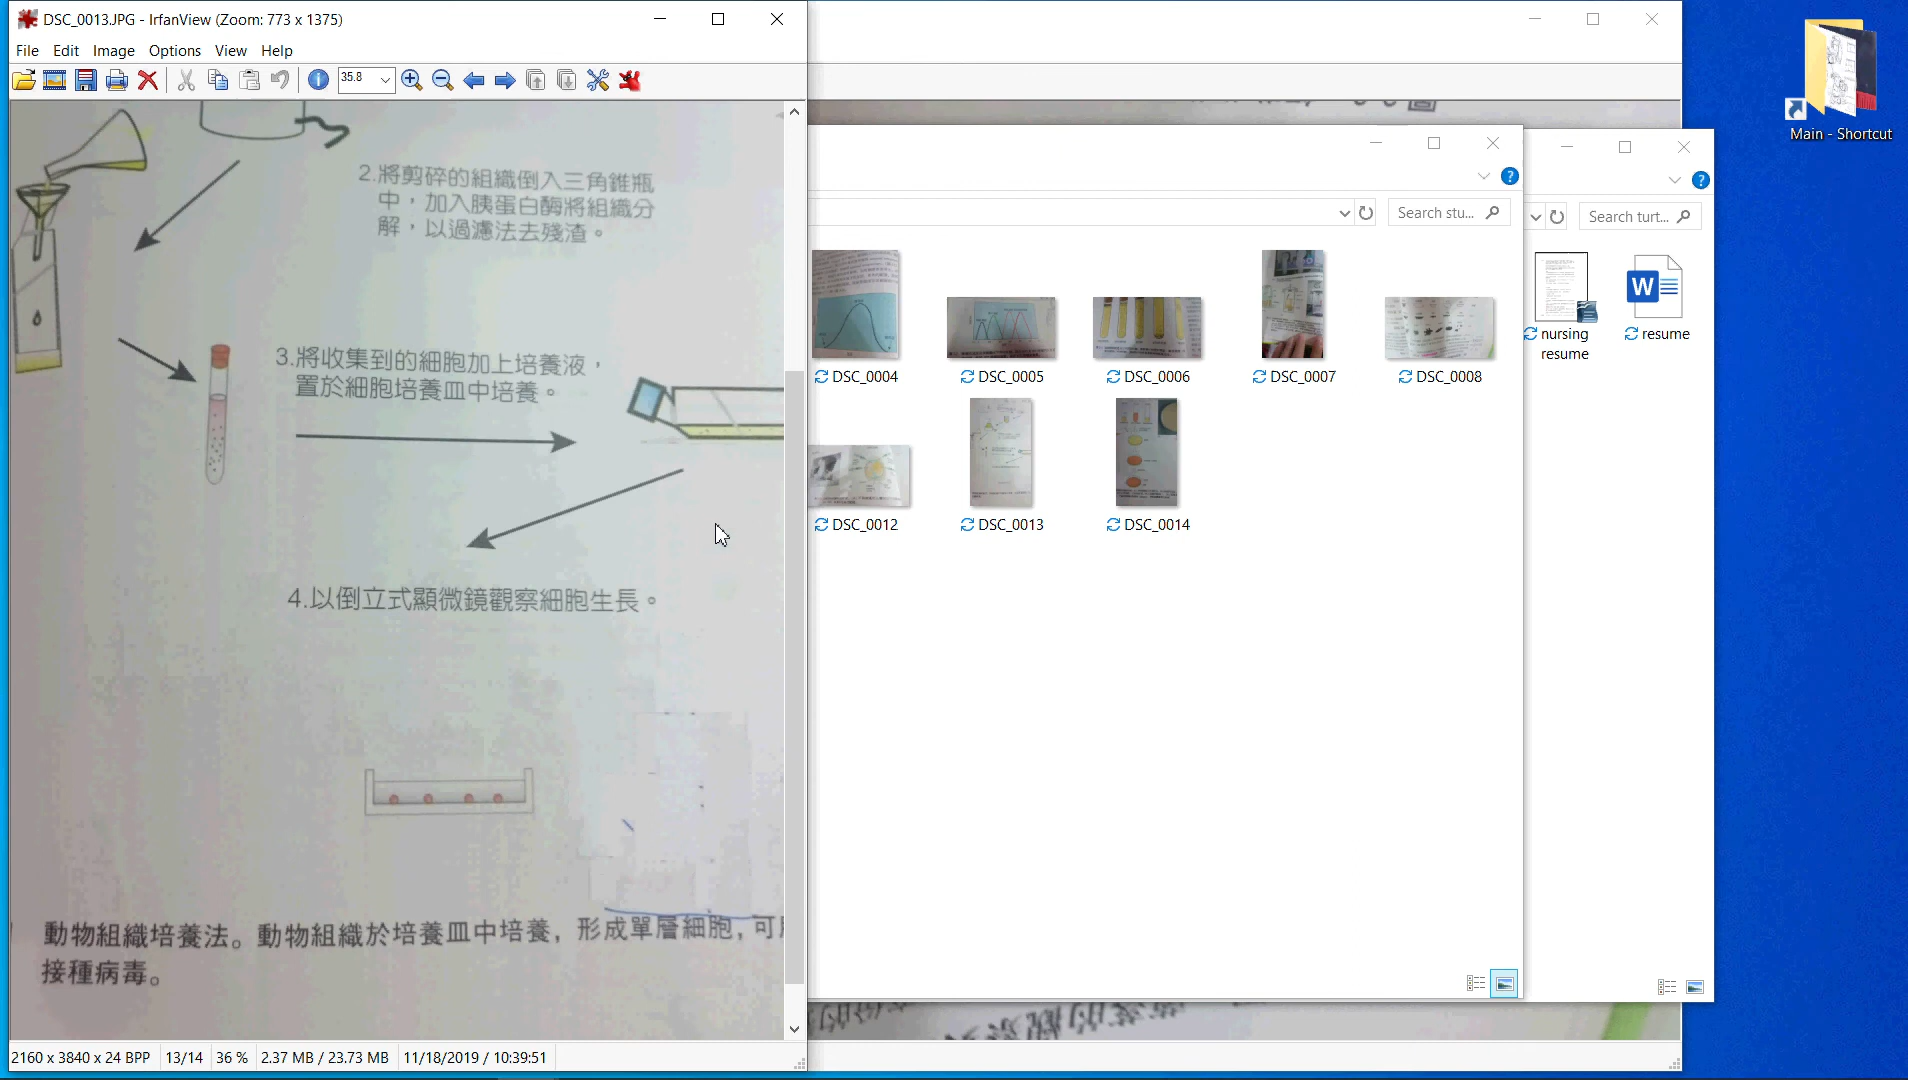 DSC_0013.JPG - IrfanView (Zoom: 773 x 1375)
File Edit Image Options View Help
35.8
2.將剪碎的組織倒入三角錐瓶
中，加入胰蛋白酶將組織分
解，以過濾法去殘渣。
3.將收集到的細胞加上培養液，
置於細胞培養皿中培養。
4.以倒立式顯微鏡觀察細胞生長。
動物組織培養法。動物組織於培養皿中培養，形成單層細胞，可
接種病毒。
2160 x 3840 x 24 BPP 13/14 36 % 2.37 MB / 23.73 MB 11/18/2019 / 10:39:51
Search stu...
DSC_0004 DSC_0005 DSC_0006 DSC_0007 DSC_0008
DSC_0012 DSC_0013 DSC_0014
Search turt...
nursing
resume
resume
Main - Shortcut